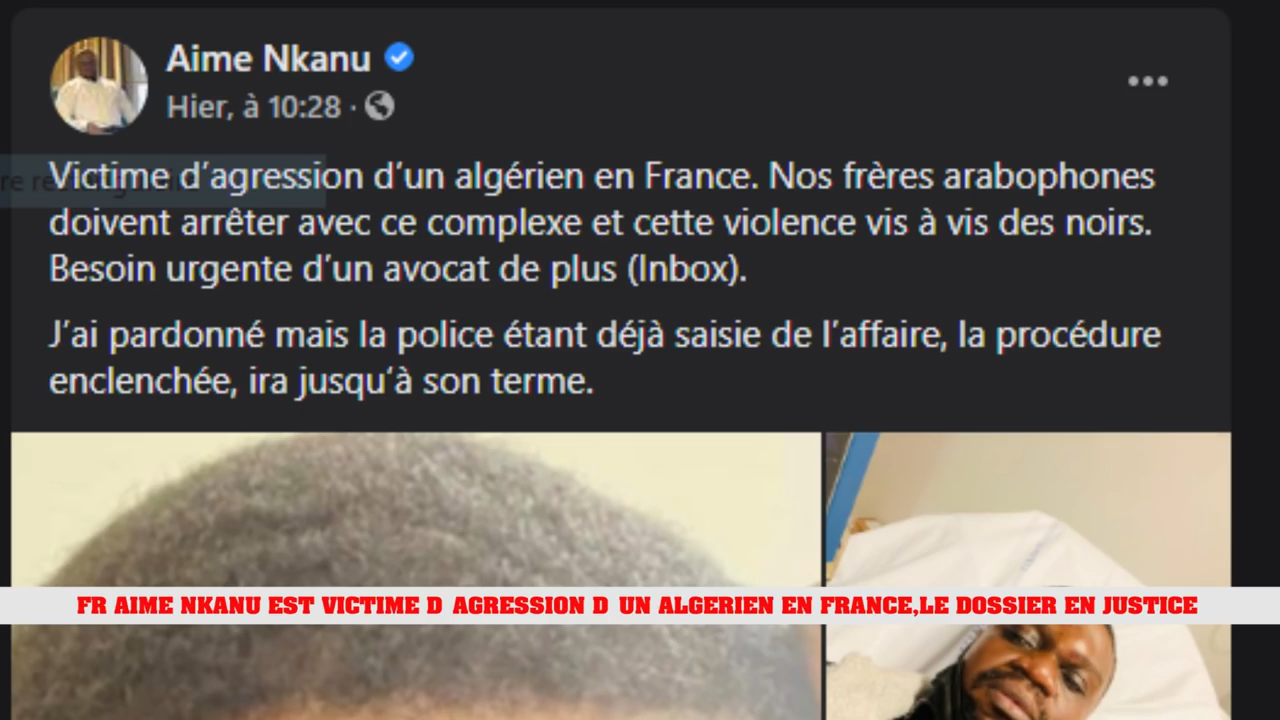 Aime Nkanu
Hier, à 10:28 ·
Victime d’agression d’un algérien en France. Nos frères arabophones
doivent arrêter avec ce complexe et cette violence vis à vis des noirs.
Besoin urgente d’un avocat de plus (Inbox).
J’ai pardonné mais la police étant déjà saisie de l’affaire, la procédure
enclenchée, ira jusqu’à son terme.
FR AIME NKANU EST VICTIME D AGRESSION D UN ALGERIEN EN FRANCE,LE DOSSIER EN JUSTICE